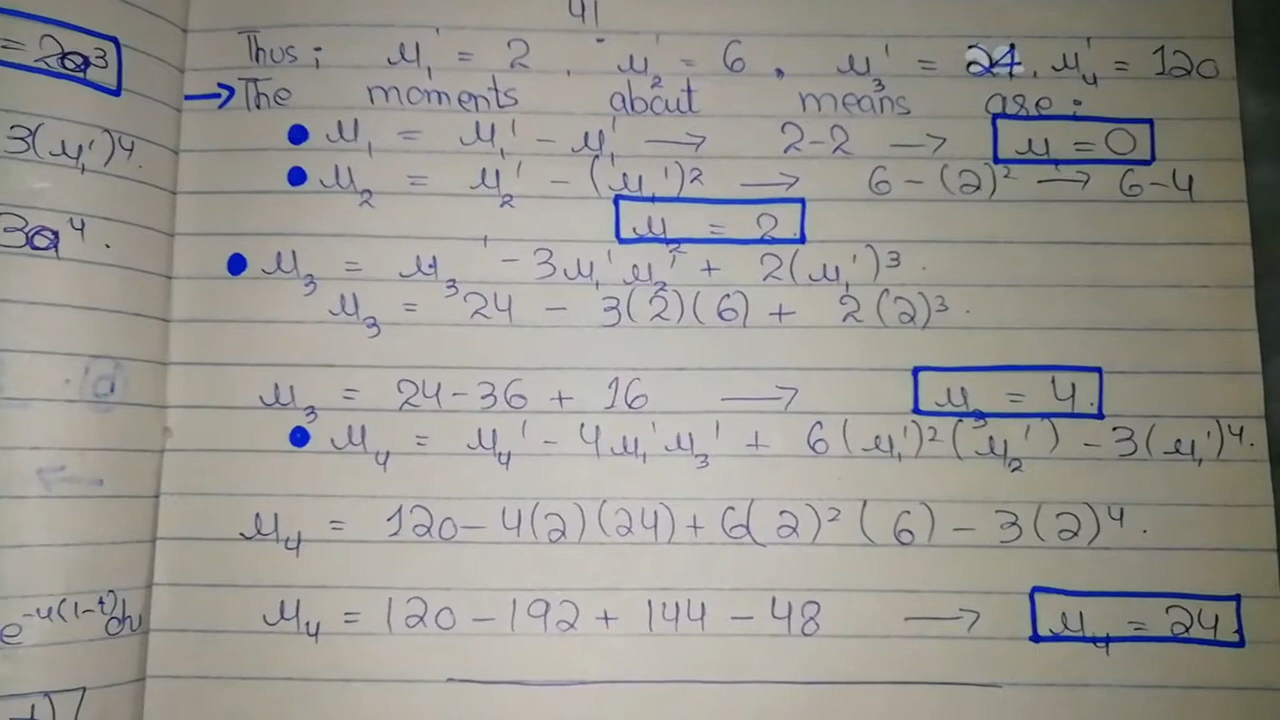 4!
= 2a³
Thus; μ₁' = 2, μ₂' = 6, μ₃' = 24, μ₄' = 120
→ The moments about means are:
3(μ₁')⁴.
• μ₁ = μ₁' - μ₁' → 2-2 → μ₁ = 0
• μ₂ = μ₂' - (μ₁')² → 6 - (2)² → 6-4
3a⁴.
μ₂ = 2.
• μ₃ = μ₃' - 3μ₁'μ₂' + 2(μ₁')³.
μ₃ = 24 - 3(2)(6) + 2(2)³.
μ₃ = 24-36 + 16 → μ₃ = 4.
• μ₄ = μ₄' - 4μ₁'μ₃' + 6(μ₁')²(μ₂') - 3(μ₁')⁴.
μ₄ = 120 - 4(2)(24) + 6(2)²(6) - 3(2)⁴.
μ₄ = 120 - 192 + 144 - 48 → μ₄ = 24.